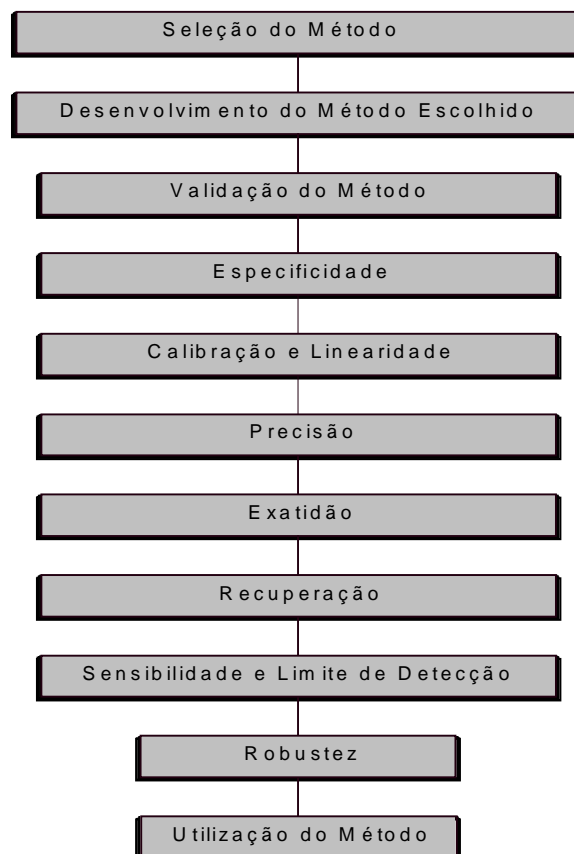 Seleção do Método
Desenvolvimento do Método Escolhido
Validação do Método
Especificidade
Calibração e Linearidade
Precisão
Exatidão
Recuperação
Sensibilidade e Limite de Detecção
Robustez
Utilização do Método